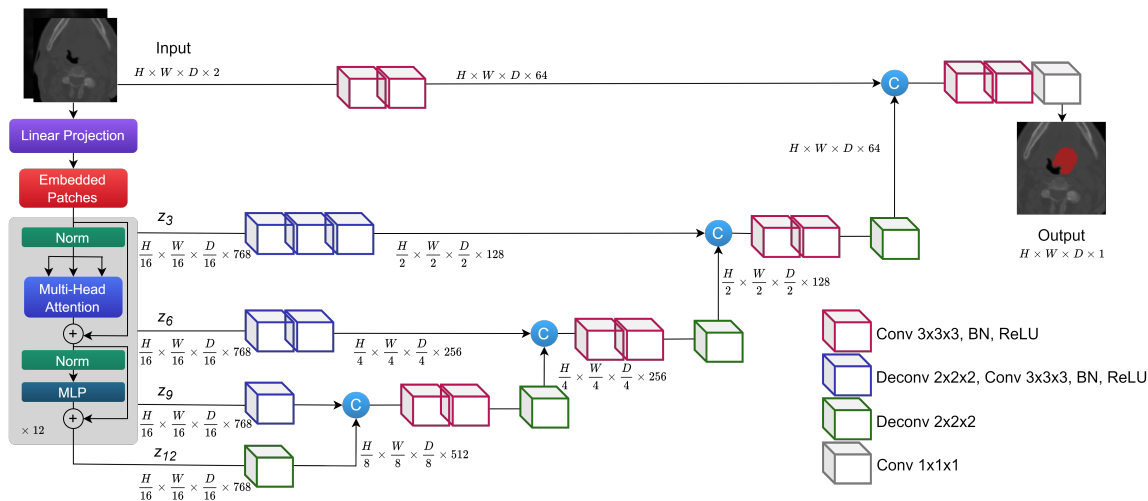 Input
H × W × D × 2
H × W × D × 64
C
Linear Projection
Embedded
Patches
H × W × D × 64
Norm
Multi-Head
Attention
+
Norm
MLP
+
× 12
z3
H/16 × W/16 × D/16 × 768
H/2 × W/2 × D/2 × 128
C
Output
H × W × D × 1
H/2 × W/2 × D/2 × 128
z6
H/16 × W/16 × D/16 × 768
H/4 × W/4 × D/4 × 256
C
H/4 × W/4 × D/4 × 256
z9
H/16 × W/16 × D/16 × 768
C
H/8 × W/8 × D/8 × 512
z12
H/16 × W/16 × D/16 × 768
Conv 3x3x3, BN, ReLU
Deconv 2x2x2, Conv 3x3x3, BN, ReLU
Deconv 2x2x2
Conv 1x1x1